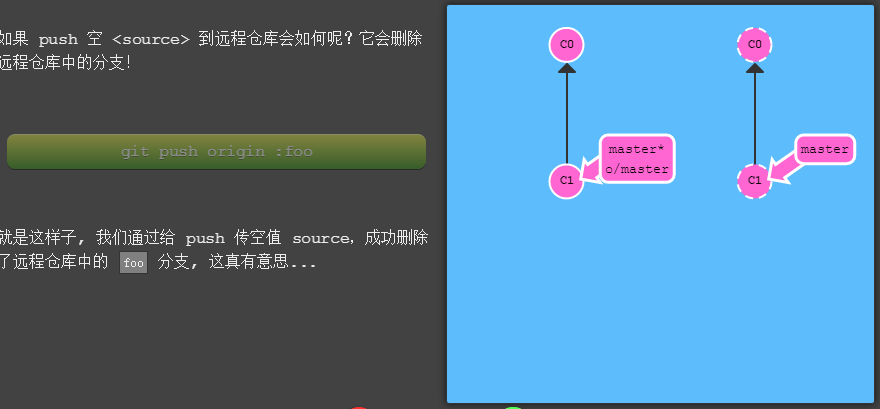 如果 push 空 <source> 到远程仓库会如何呢？它会删除
远程仓库中的分支！
git push origin :foo
就是这样子, 我们通过给 push 传空值 source，成功删除
了远程仓库中的 foo 分支, 这真有意思...
C0
C1
master*
o/master
C0
C1
master